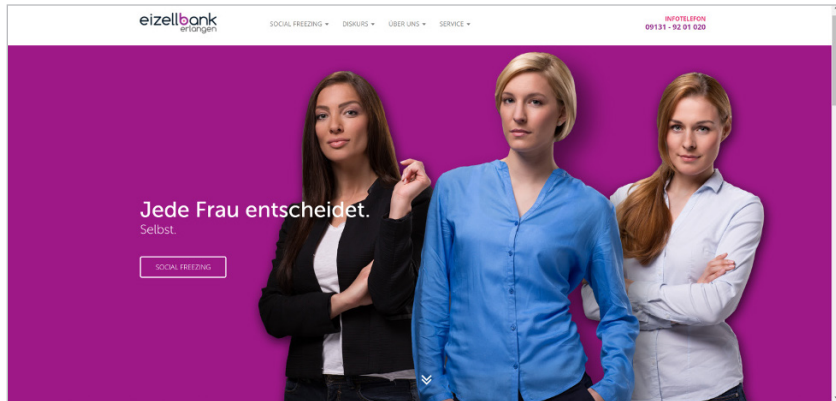 eizellbank
erlangen
SOCIAL FREEZING DISKURS ÜBER UNS SERVICE
INFOTELEFON
09131 - 92 01 020
Jede Frau entscheidet.
Selbst.
SOCIAL FREEZING